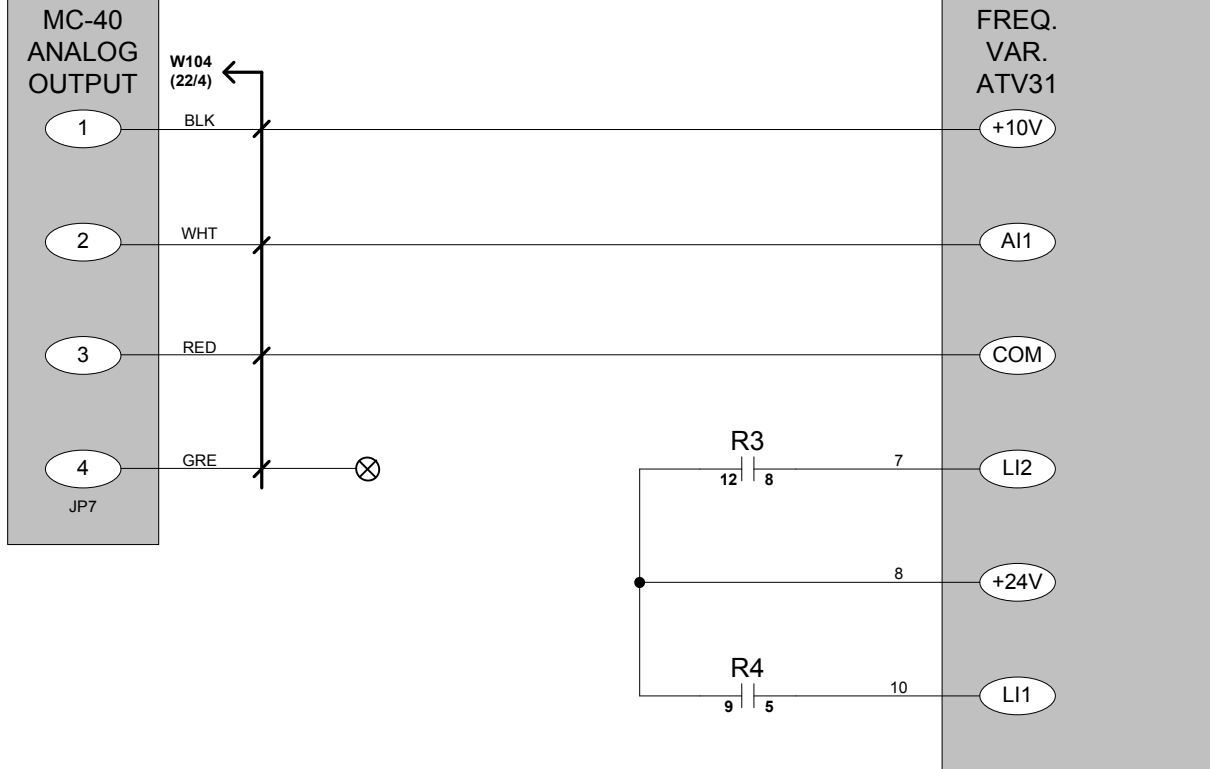 MC-40
ANALOG
OUTPUT
FREQ.
VAR.
ATV31
W104
(22/4)
1 BLK +10V
2 WHT AI1
3 RED COM
R3
4 GRE 12 8 7 LI2
JP7
8 +24V
R4
9 5 10 LI1